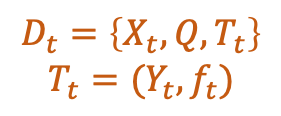 D_t = {X_t, Q, T_t}
T_t = (Y_t, f_t)